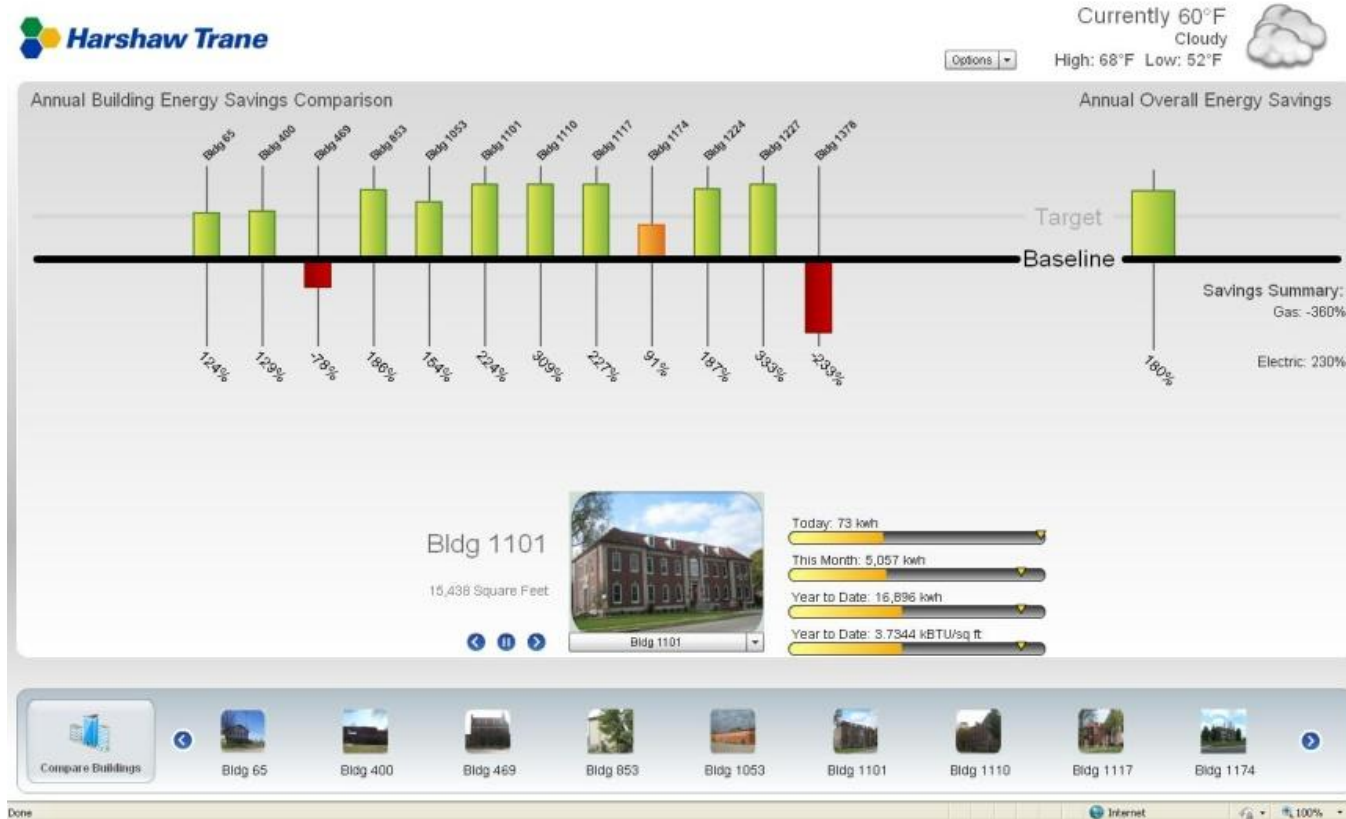 Harshaw Trane
Currently 60°F
Cloudy
Options
High: 68°F Low: 52°F
Annual Building Energy Savings Comparison
Annual Overall Energy Savings
Bldg 65
Bldg 400
Bldg 469
Bldg 853
Bldg 1053
Bldg 1101
Bldg 1110
Bldg 1117
Bldg 1174
Bldg 1224
Bldg 1227
Bldg 1378
Target
Baseline
Savings Summary:
Gas: -360%
Electric: 230%
124%
129%
-78%
186%
154%
224%
309%
227%
91%
187%
333%
-233%
180%
Bldg 1101
15,438 Square Feet
Bldg 1101
Today: 73 kwh
This Month: 5,057 kwh
Year to Date: 16,896 kwh
Year to Date: 3.7344 kBTU/sq ft
Compare Buildings
Bldg 65
Bldg 400
Bldg 469
Bldg 853
Bldg 1053
Bldg 1101
Bldg 1110
Bldg 1117
Bldg 1174
Done
Internet
100%